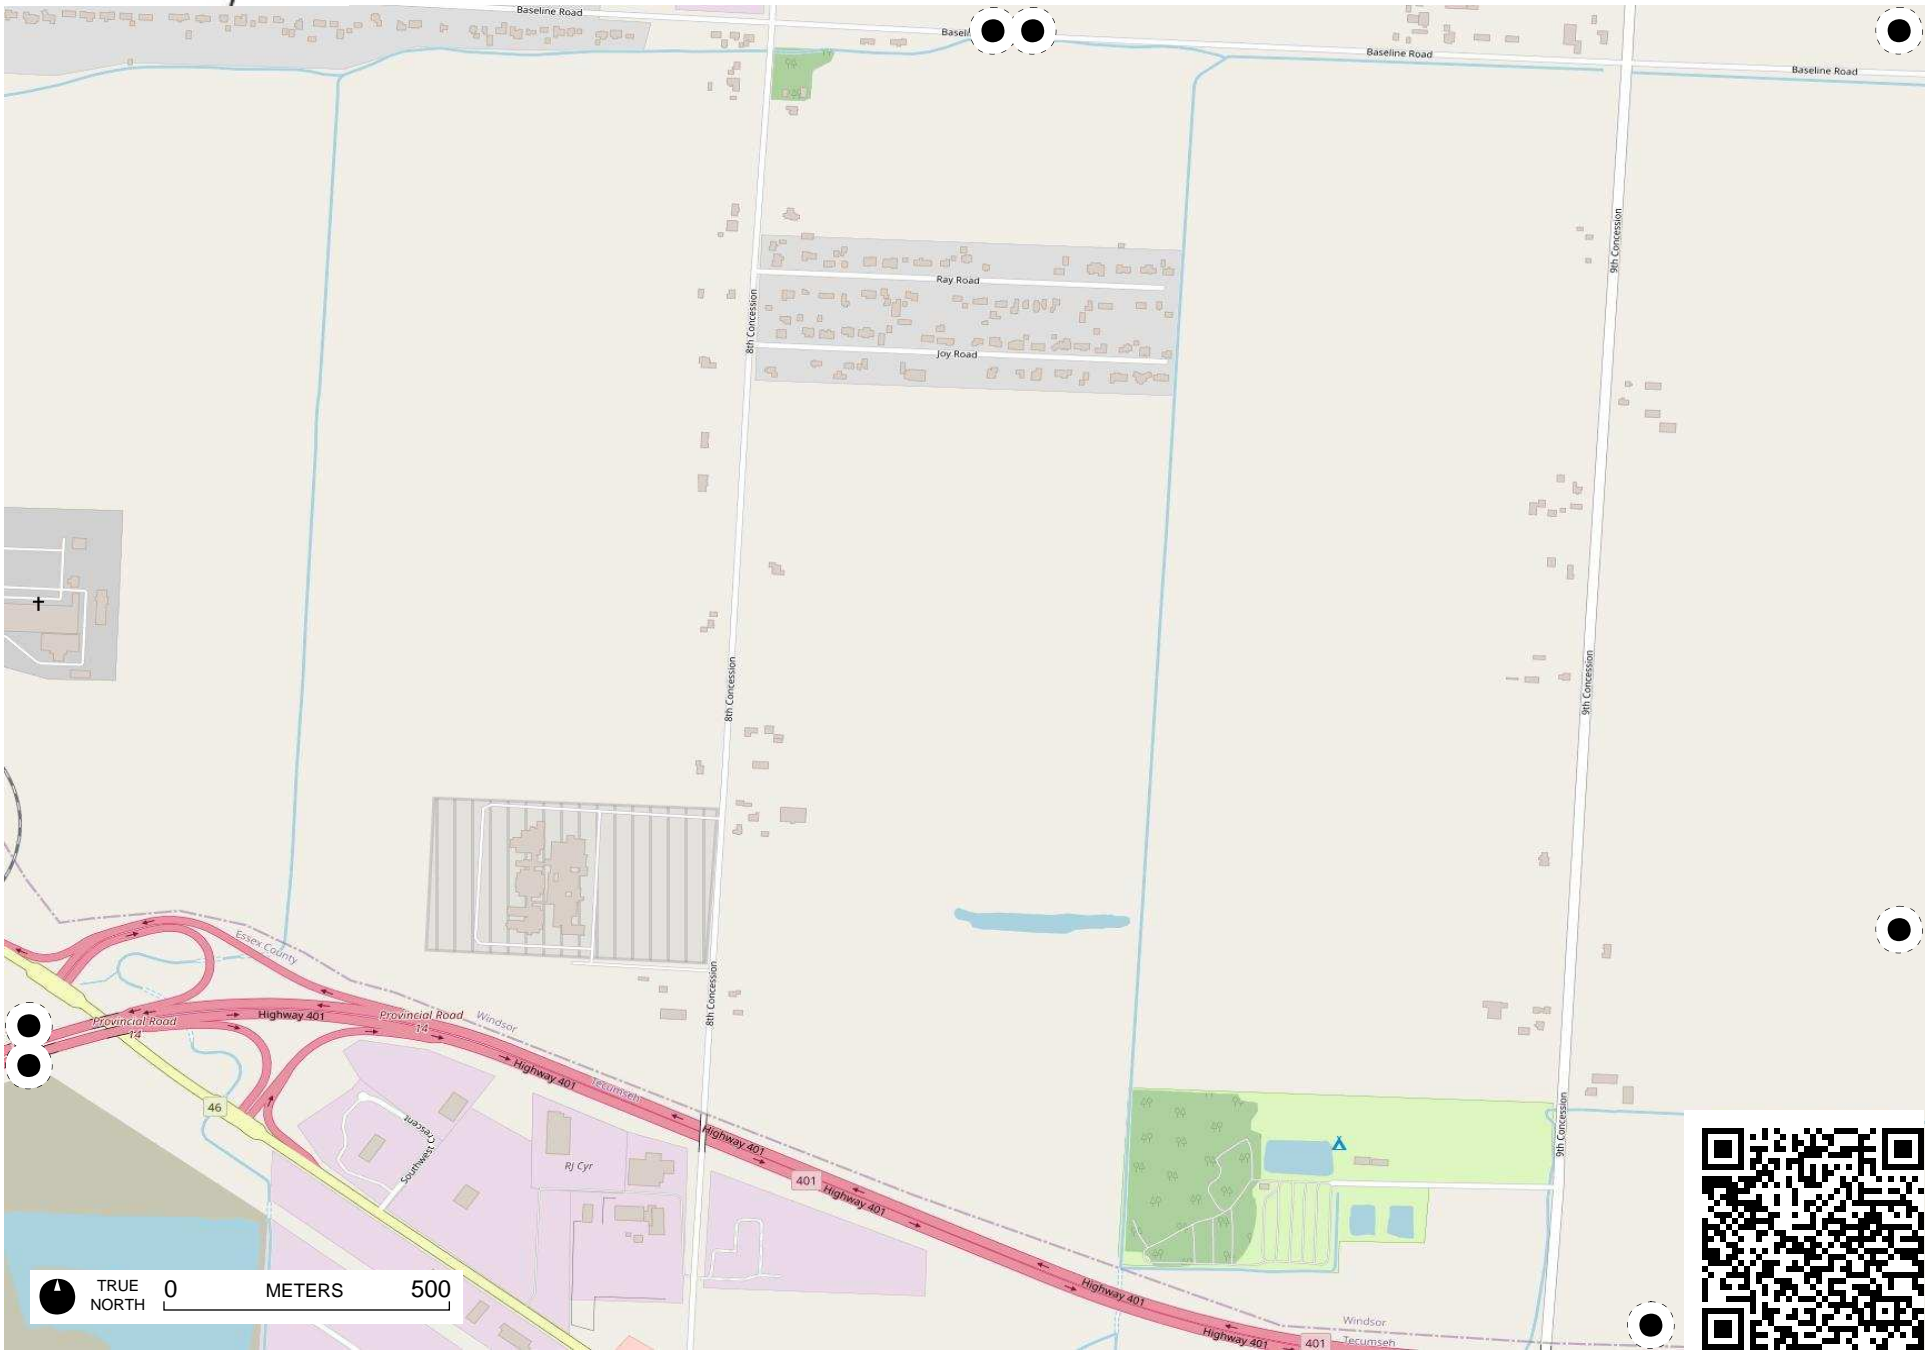 Baseline Road
Baseli
Baseline Road
Baseline Road
9th Concession
Ray Road
8th Concession
Joy Road
8th Concession
9th Concession
Essex County
8th Concession
Highway 401
Provincial Road
14
Provincial Road
14
Windsor
Highway 401
Tecumseh
46
Southwest Crescent
RJ Cyr
Highway 401
9th Concession
401
Highway 401
Highway 401
Windsor
Highway 401
401
Tecumseh
TRUE
NORTH
0 METERS 500